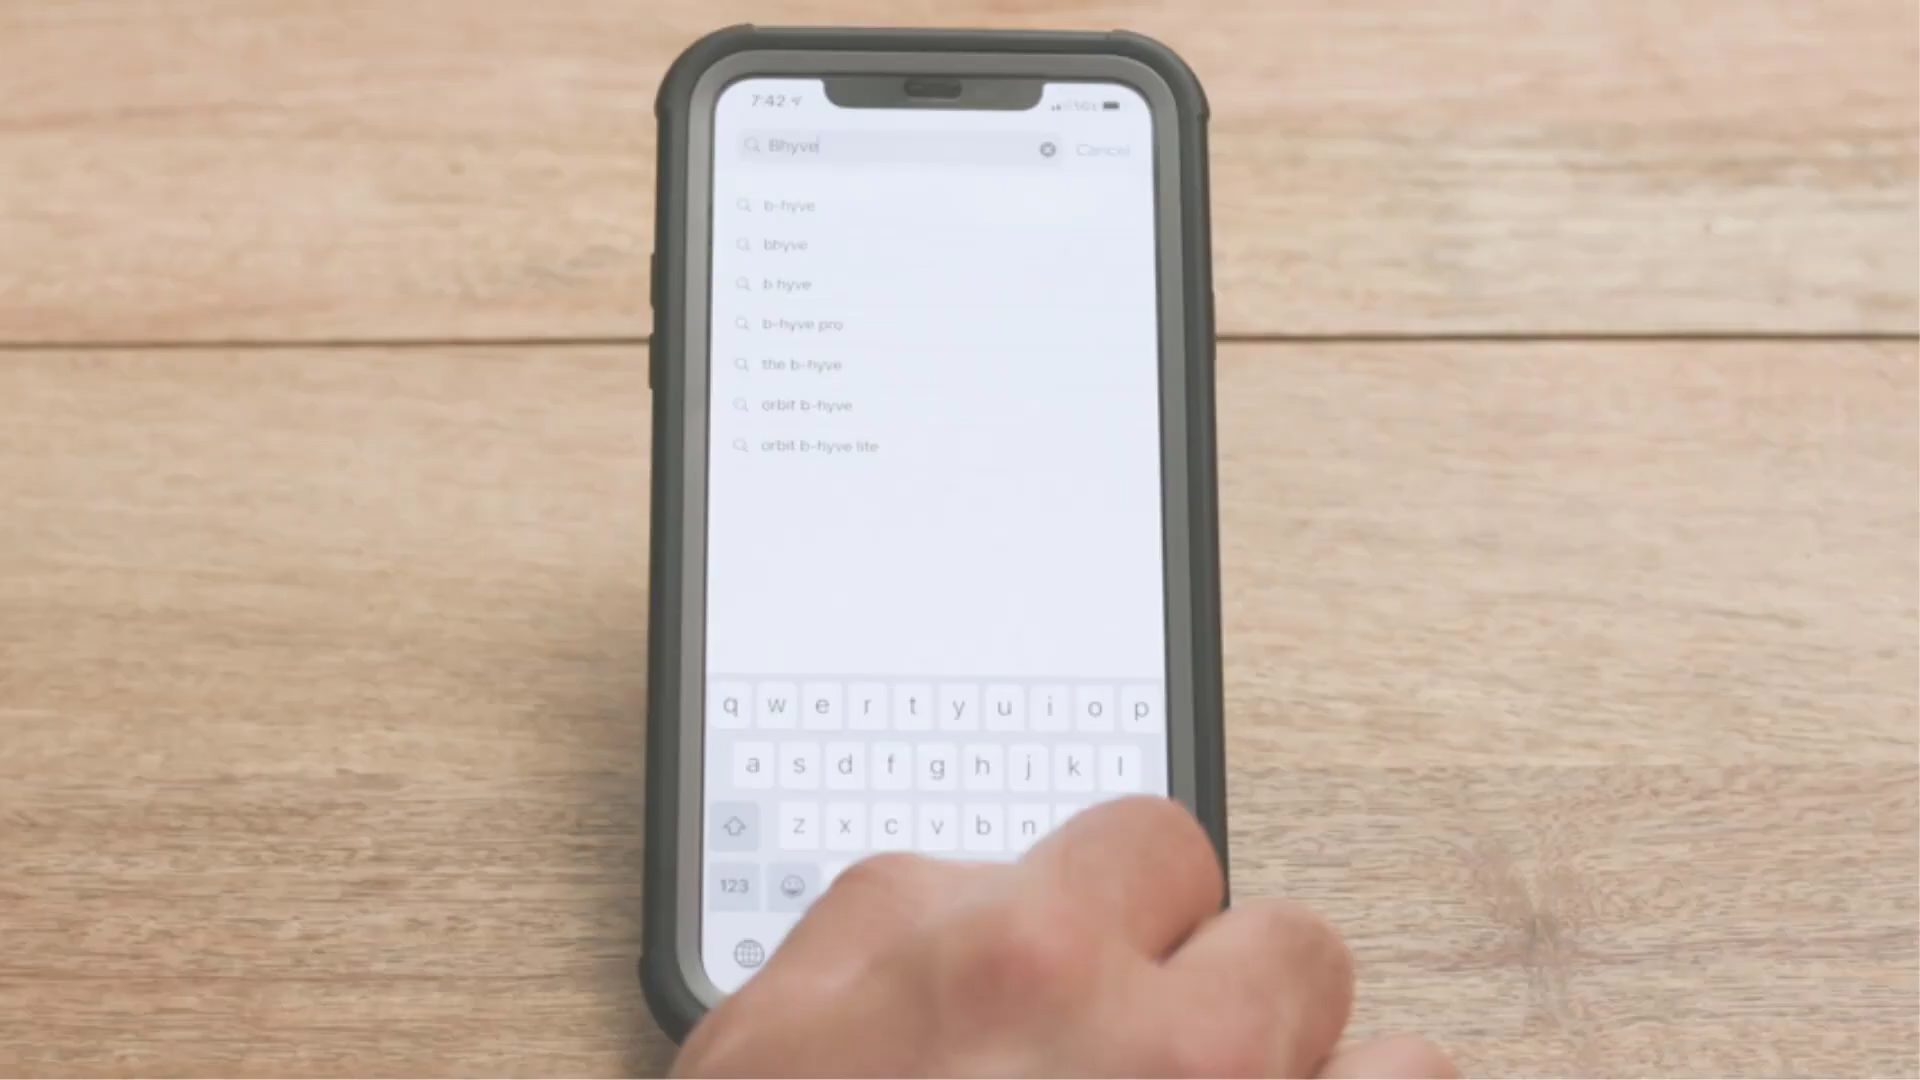 7:42
Bhyve
Cancel
b-hyve
bhyve
b hyve
b-hyve pro
the b-hyve
orbit b-hyve
orbit b-hyve lite
q w e r t y u i o p
a s d f g h j k l
z x c v b n
123